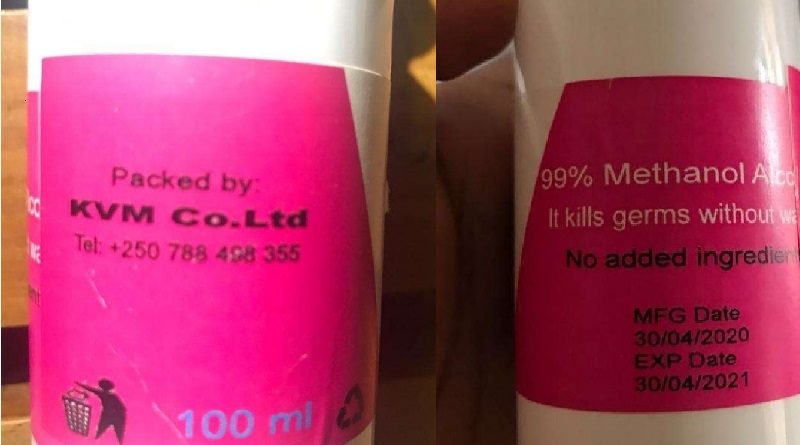 Packed by:
KVM Co.Ltd
Tel: +250 788 498 355
100 ml
99% Methanol
It kills germs without
No added
MFG Date
30/04/2020
EXP Date
30/04/2021